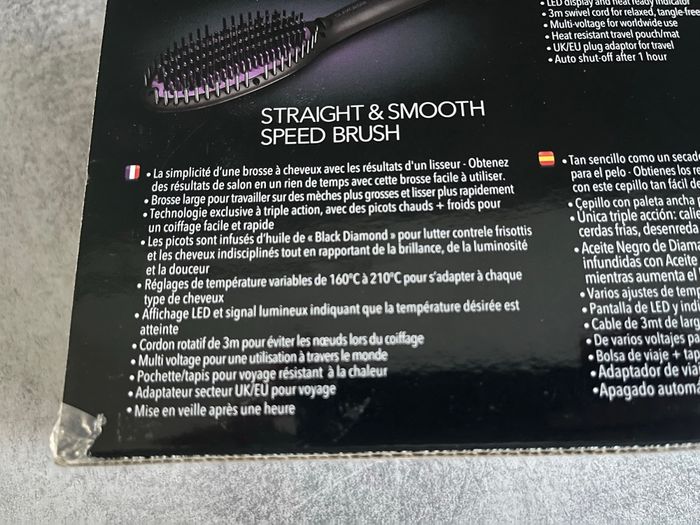 • LED display and heat ready indicator
• 3m swivel cord for relaxed, tangle-free
• Multi-voltage for worldwide use
• Heat resistant travel pouch/mat
• UK/EU plug adaptor for travel
• Auto shut-off after 1 hour
STRAIGHT & SMOOTH
SPEED BRUSH
• La simplicité d'une brosse à cheveux avec les résultats d'un lisseur - Obtenez
des résultats de salon en un rien de temps avec cette brosse facile à utiliser.
• Brosse large pour travailler sur des mèches plus grosses et lisser plus rapidement
• Technologie exclusive à triple action, avec des picots chauds + froids pour
un coiffage facile et rapide
• Les picots sont infusés d'huile de « Black Diamond » pour lutter contrele frisottis
et les cheveux indisciplinés tout en rapportant de la brillance, de la luminosité
et la douceur
• Réglages de température variables de 160°C à 210°C pour s'adapter à chaque
type de cheveux
• Affichage LED et signal lumineux indiquant que la température désirée est
atteinte
• Cordon rotatif de 3m pour éviter les nœuds lors du coiffage
• Multi voltage pour une utilisation à travers le monde
• Pochette/tapis pour voyage résistant à la chaleur
• Adaptateur secteur UK/EU pour voyage
• Mise en veille après une heure
• Tan sencillo como un secad
para el pelo - Obtienes los re
con este cepillo tan fácil de
• Cepillo con paleta ancha p
• Única triple acción: cali
cerdas frías, desenreda
• Aceite Negro de Diam
infundidas con Aceite
mientras aumenta el
• Varios ajustes de temp
• Pantalla de LED y indi
• Cable de 3mt de larg
• De varios voltajes pa
• Bolsa de viaje + tap
• Adaptador de viaj
• Apagado automá